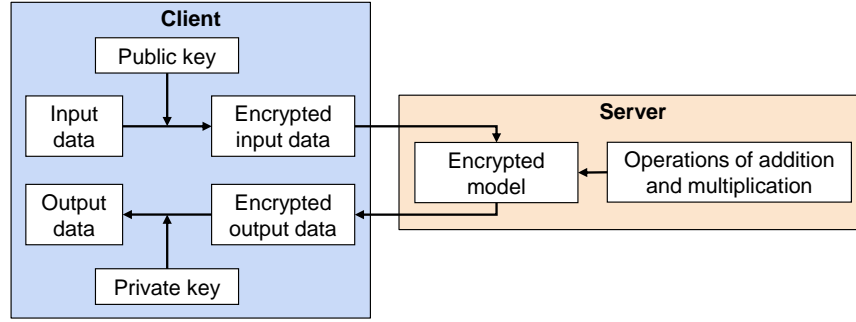 Client
Public key
Input
data
Encrypted
input data
Output
data
Encrypted
output data
Private key
Server
Encrypted
model
Operations of addition
and multiplication